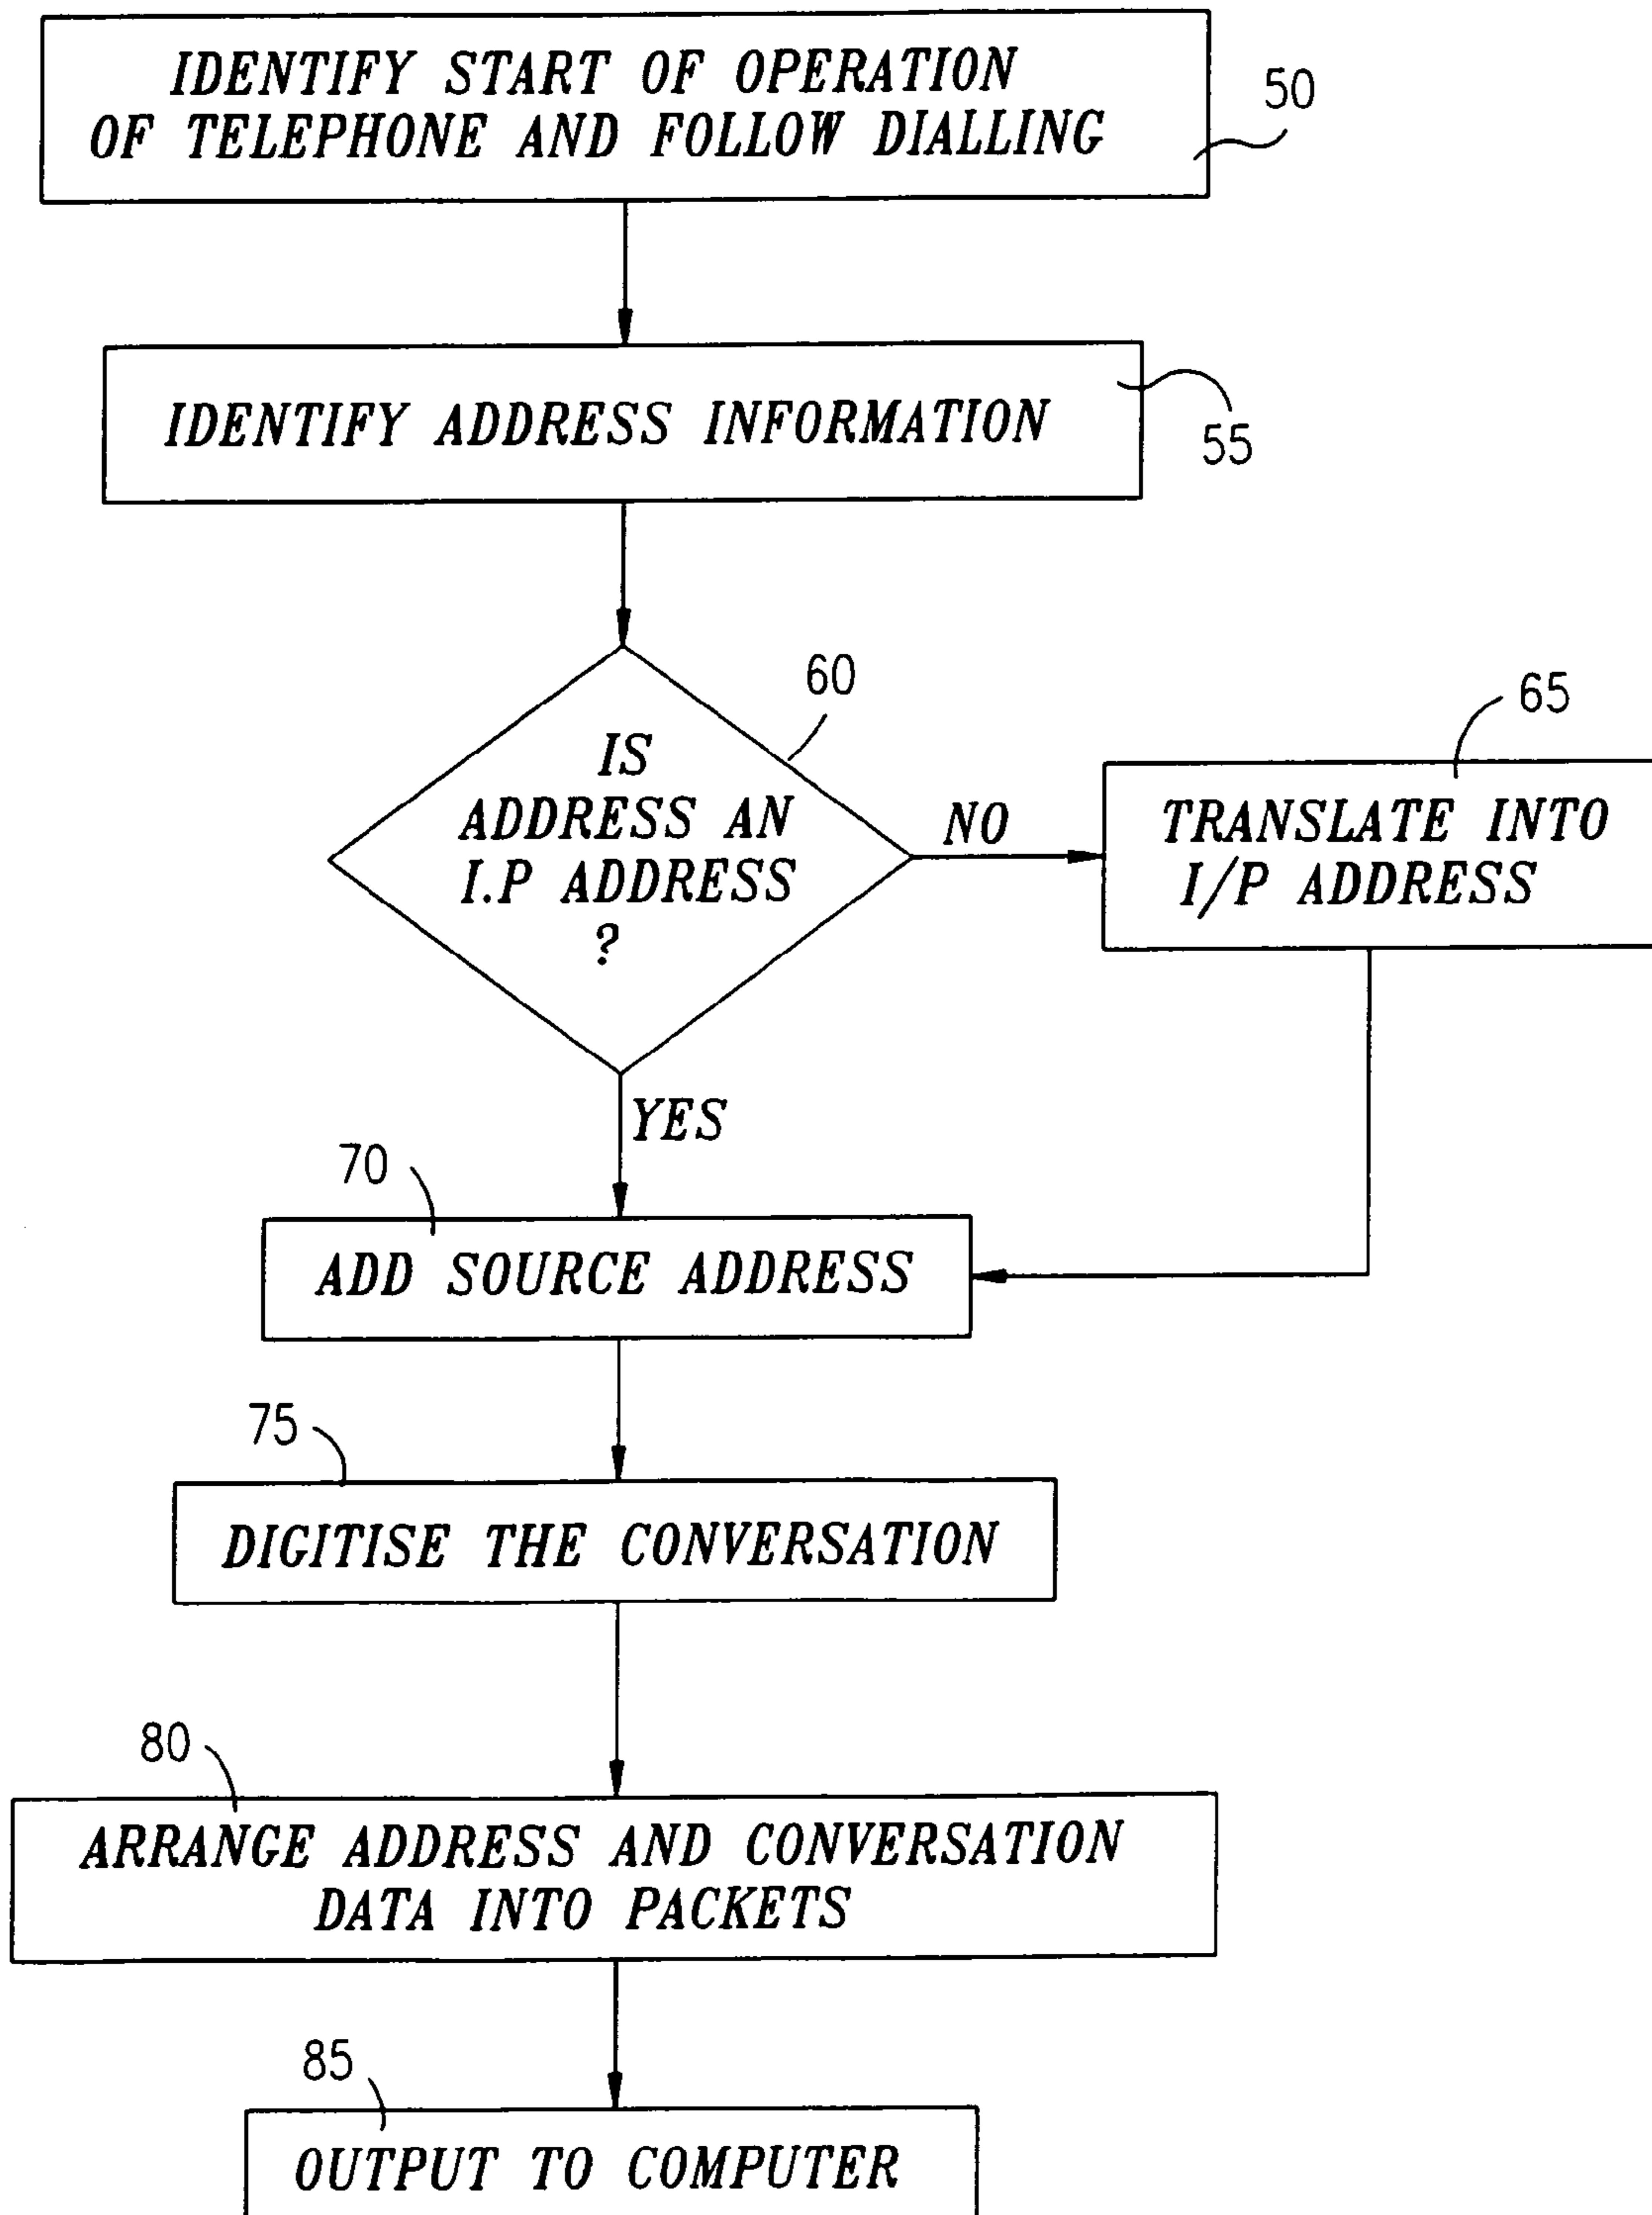 IDENTIFY START OF OPERATION
OF TELEPHONE AND FOLLOW DIALLING
50
IDENTIFY ADDRESS INFORMATION
55
60
IS
ADDRESS AN
I.P ADDRESS
?
NO
65
TRANSLATE INTO
I/P ADDRESS
YES
70
ADD SOURCE ADDRESS
75
DIGITISE THE CONVERSATION
80
ARRANGE ADDRESS AND CONVERSATION
DATA INTO PACKETS
85
OUTPUT TO COMPUTER